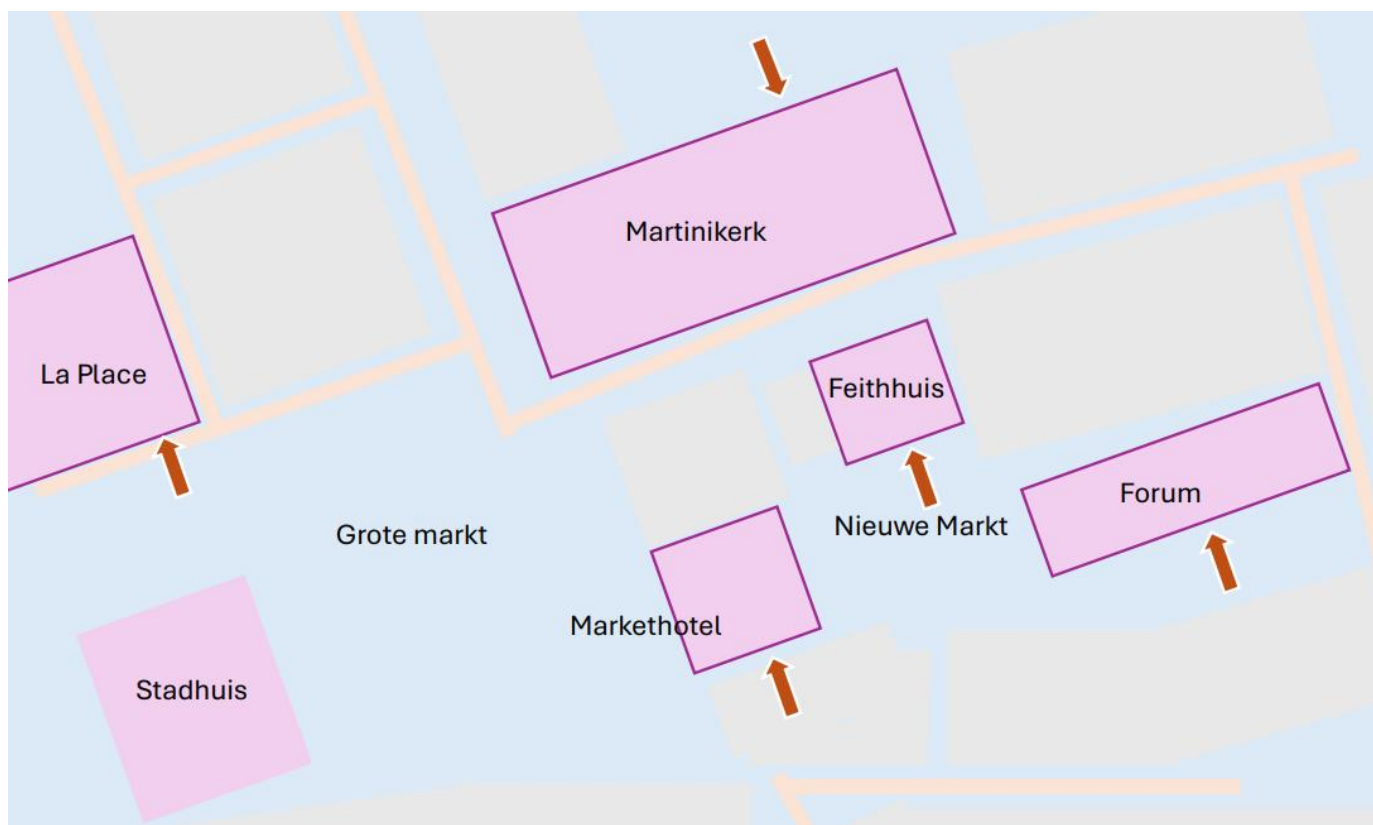 Martinikerk
La Place
Feithhuis
Forum
Nieuwe Markt
Grote markt
Markethotel
Stadhuis